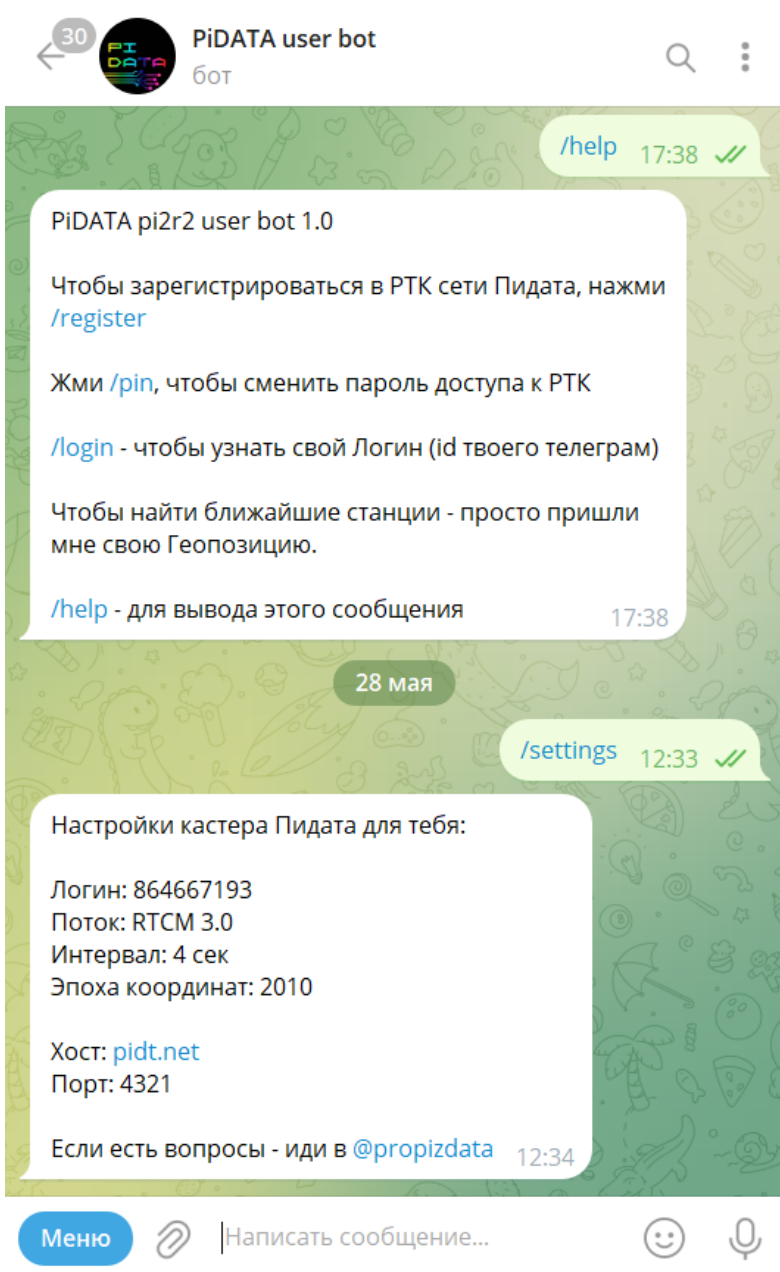 30
PI
DATA
PiDATA user bot
бот
/help 17:38
PiDATA pi2r2 user bot 1.0
Чтобы зарегистрироваться в РТК сети Пидата, нажми
/register
Жми /pin, чтобы сменить пароль доступа к РТК
/login - чтобы узнать свой Логин (id твоего телеграм)
Чтобы найти ближайшие станции - просто пришли
мне свою Геопозицию.
/help - для вывода этого сообщения
17:38
28 мая
/settings 12:33
Настройки кастера Пидата для тебя:
Логин: 864667193
Поток: RTCM 3.0
Интервал: 4 сек
Эпоха координат: 2010
Хост: pidt.net
Порт: 4321
Если есть вопросы - иди в @propizdata 12:34
Меню
Написать сообщение...